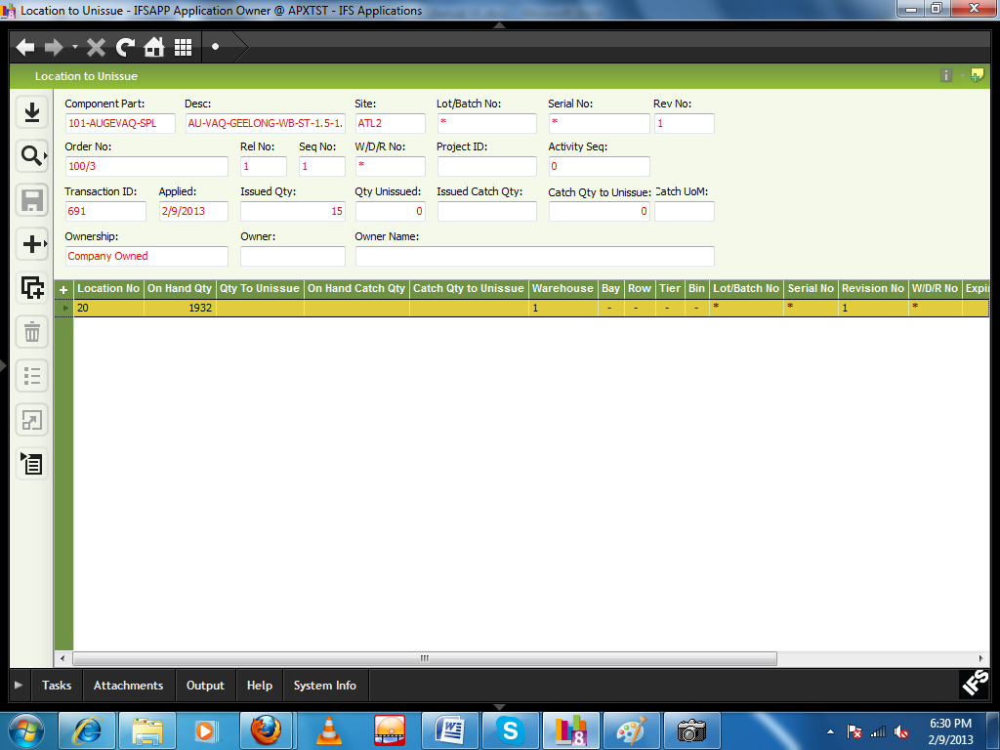 Location to Unissue - IFSAPP Application Owner @ APXTST - IFS Applications
Location to Unissue
Component Part: Desc: Site: Lot/Batch No: Serial No: Rev No:
101-AUGEVAQ-SPL AU-VAQ-GEELONG-WB-ST-1.5-1. ATL2 * * 1
Order No: Rel No: Seq No: W/D/R No: Project ID: Activity Seq:
100/3 1 1 * 0
Transaction ID: Applied: Issued Qty: Qty Unissued: Issued Catch Qty: Catch Qty to Unissue: Catch UoM:
691 2/9/2013 15 0 0
Ownership: Owner: Owner Name:
Company Owned
Location No On Hand Qty Qty To Unissue On Hand Catch Qty Catch Qty to Unissue Warehouse Bay Row Tier Bin Lot/Batch No Serial No Revision No W/D/R No Expi
20 1932 1 - - - - * * 1 *
Tasks Attachments Output Help System Info
IFS
6:30 PM
2/9/2013